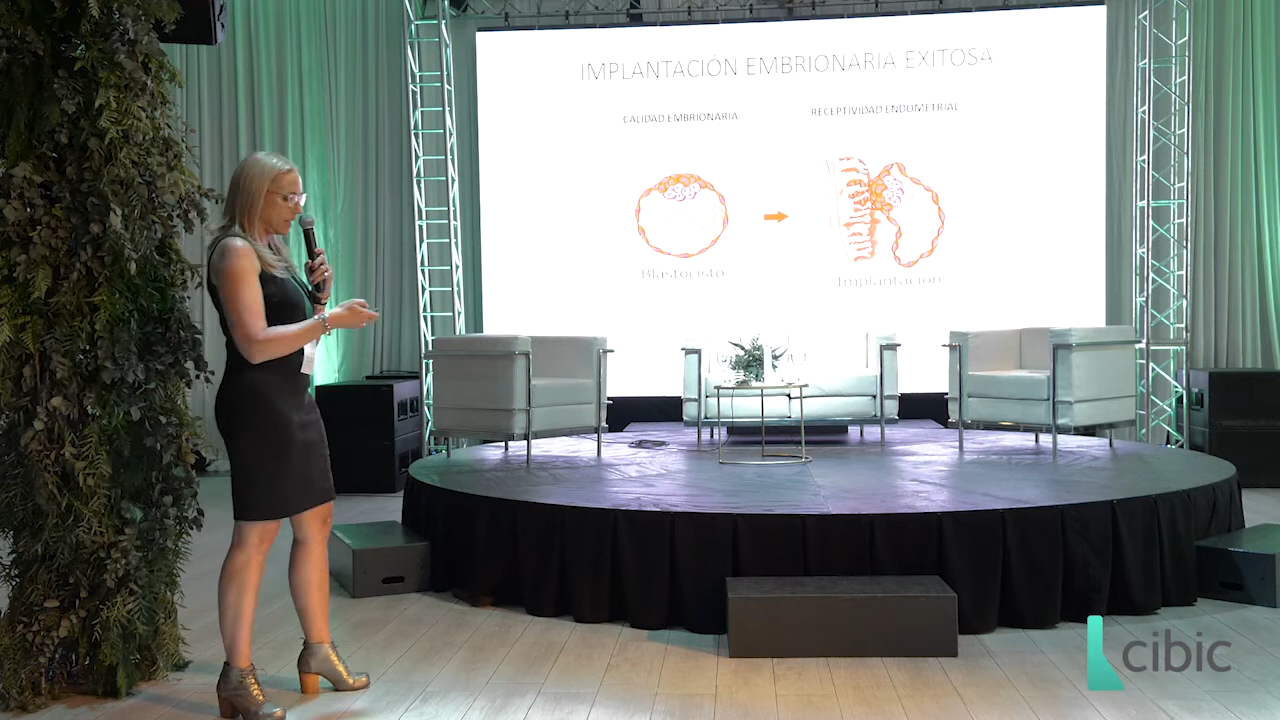 IMPLANTACIÓN EMBRIONARIA EXITOSA
CALIDAD EMBRIONARIA
RECEPTIVIDAD ENDOMETRIAL
Blastocisto
Implantación
cibic